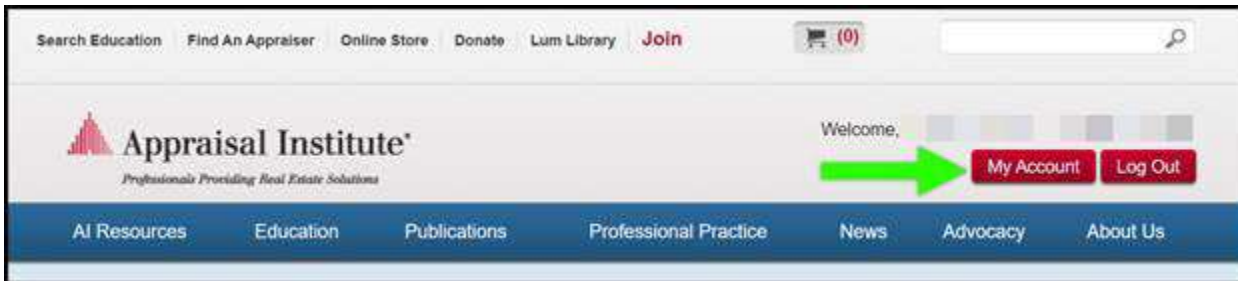 Search Education Find An Appraiser Online Store Donate Lum Library Join (0)
Appraisal Institute®
Professionals Providing Real Estate Solutions
Welcome,
My Account Log Out
AI Resources Education Publications Professional Practice News Advocacy About Us